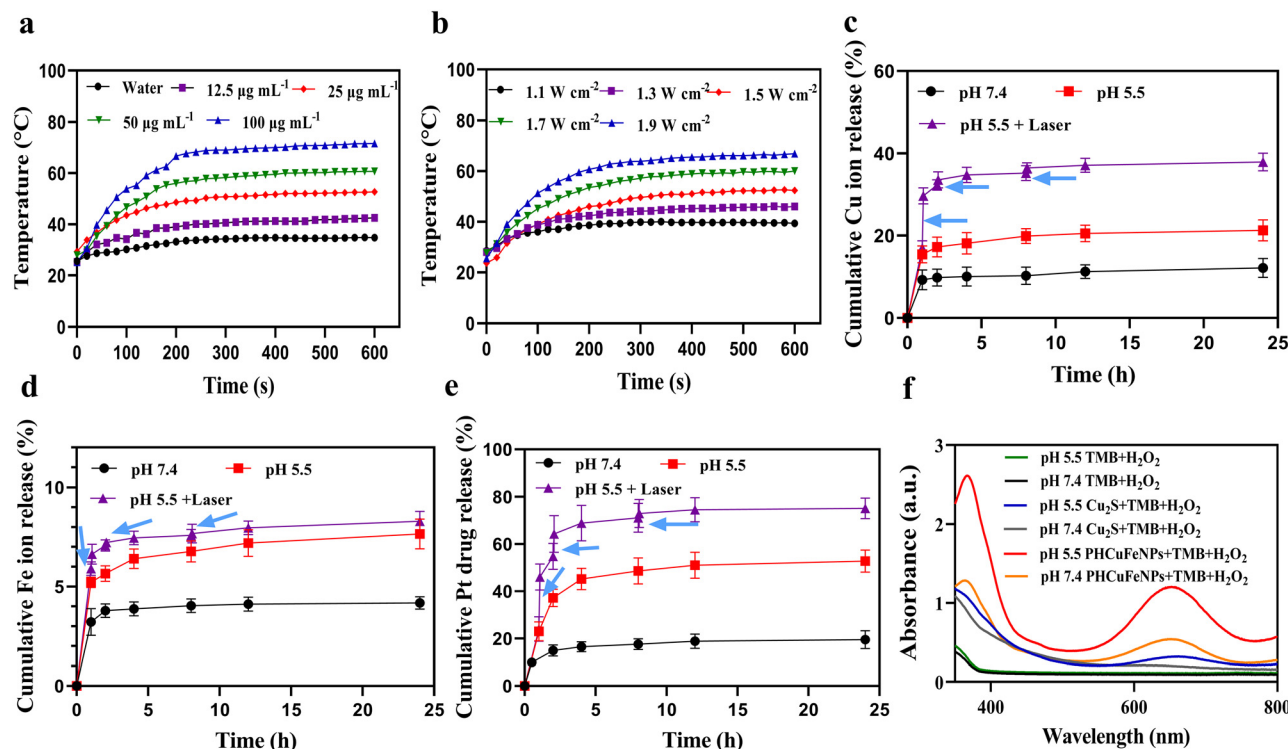 a
Temperature (°C)
100
80
60
40
20
0
Water
12.5 µg mL⁻¹
25 µg mL⁻¹
50 µg mL⁻¹
100 µg mL⁻¹
0 100 200 300 400 500 600
Time (s)
b
Temperature (°C)
100
80
60
40
20
0
1.1 W cm⁻²
1.3 W cm⁻²
1.5 W cm⁻²
1.7 W cm⁻²
1.9 W cm⁻²
0 100 200 300 400 500 600
Time (s)
c
Cumulative Cu ion release (%)
60
40
20
0
pH 7.4
pH 5.5
pH 5.5 + Laser
0 5 10 15 20 25
Time (h)
d
Cumulative Fe ion release (%)
10
5
0
pH 7.4
pH 5.5
pH 5.5 +Laser
0 5 10 15 20 25
Time (h)
e
Cumulative Pt drug release (%)
100
80
60
40
20
0
pH 7.4
pH 5.5
pH 5.5 + Laser
0 5 10 15 20 25
Time (h)
f
Absorbance (a.u.)
3
2
1
0
pH 5.5 TMB+H₂O₂
pH 7.4 TMB+H₂O₂
pH 5.5 Cu₂S+TMB+H₂O₂
pH 7.4 Cu₂S+TMB+H₂O₂
pH 5.5 PHCuFeNPs+TMB+H₂O₂
pH 7.4 PHCuFeNPs+TMB+H₂O₂
400 600 800
Wavelength (nm)